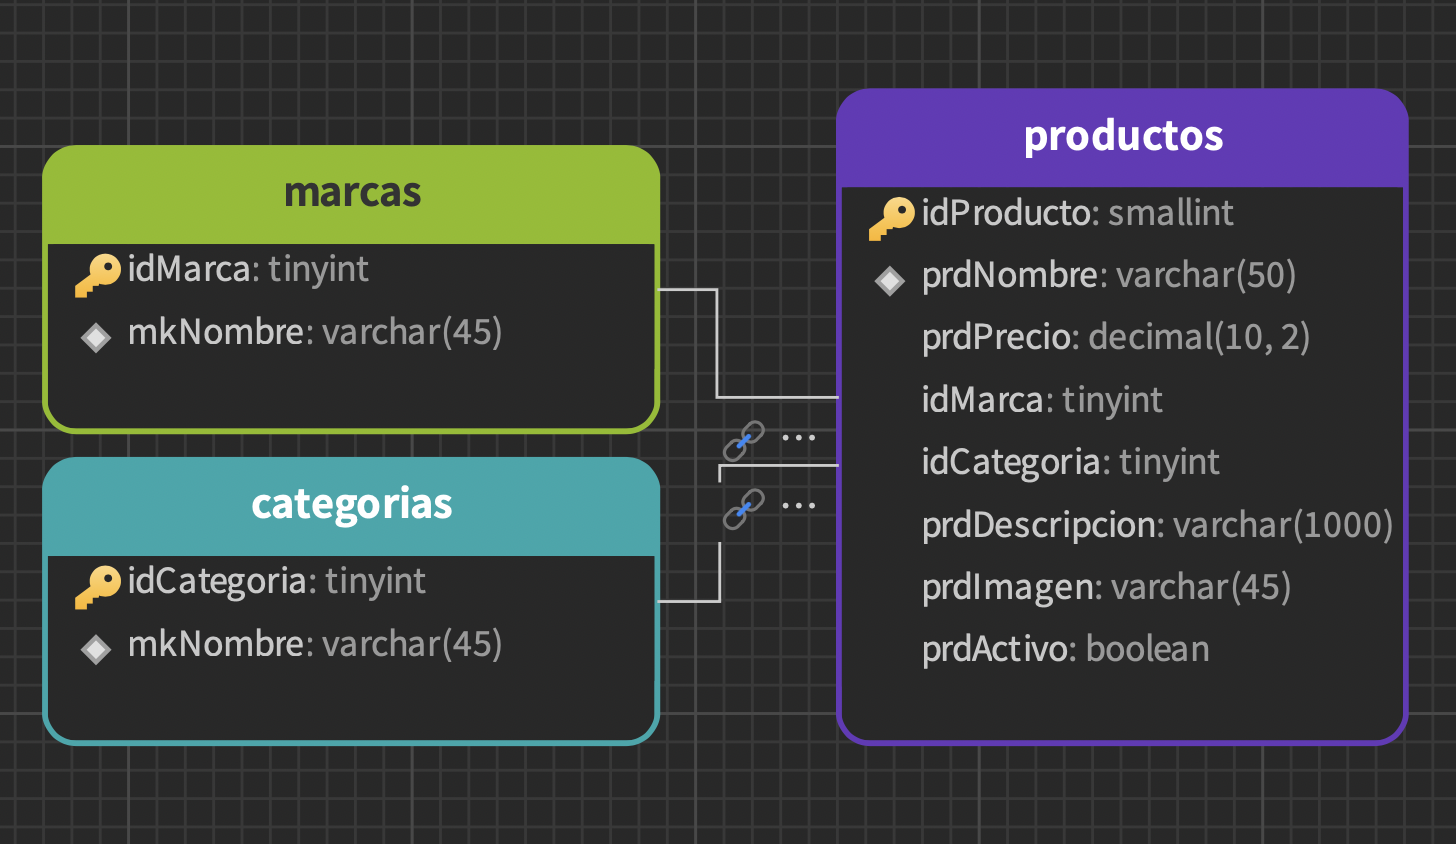 marcas
idMarca: tinyint
mkNombre: varchar(45)
categorias
idCategoria: tinyint
mkNombre: varchar(45)
productos
idProducto: smallint
prdNombre: varchar(50)
prdPrecio: decimal(10, 2)
idMarca: tinyint
idCategoria: tinyint
prdDescripcion: varchar(1000)
prdImagen: varchar(45)
prdActivo: boolean